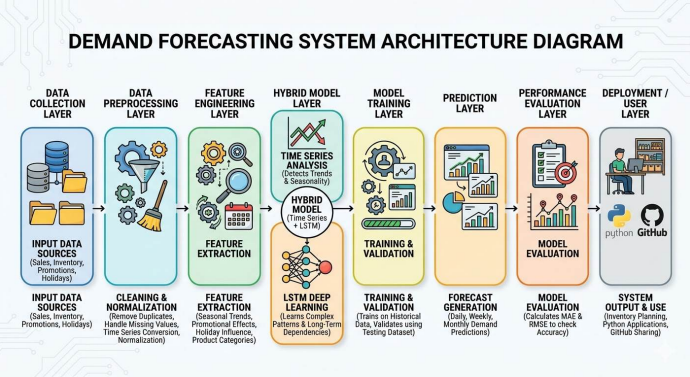 DEMAND FORECASTING SYSTEM ARCHITECTURE DIAGRAM
DATA
COLLECTION
LAYER
INPUT DATA
SOURCES
(Sales, Inventory,
Promotions,
Holidays)
INPUT DATA
SOURCES
(Sales, Inventory,
Promotions, Holidays)
DATA
PREPROCESSING
LAYER
CLEANING &
NORMALIZATION
(Remove Duplicates,
Handle Missing Values,
Time Series Conversion,
Normalization)
FEATURE
ENGINEERING
LAYER
FEATURE
EXTRACTION
FEATURE
EXTRACTION
(Seasonal Trends,
Promotional Effects,
Holiday Influence,
Product Categories)
HYBRID MODEL
LAYER
TIME SERIES
ANALYSIS
(Detects Trends
& Seasonality)
HYBRID
MODEL
(Time Series
+ LSTM)
LSTM DEEP
LEARNING
(Learns Complex
Patterns & Long-Term
Dependencies)
MODEL
TRAINING
LAYER
TRAINING &
VALIDATION
TRAINING &
VALIDATION
(Trains on Historical
Data, Validates using
Testing Dataset)
PREDICTION
LAYER
FORECAST
GENERATION
(Daily, Weekly,
Monthly Demand
Predictions)
PERFORMANCE
EVALUATION
LAYER
MODEL
EVALUATION
MODEL
EVALUATION
(Calculates MAE &
RMSE to check
Accuracy)
DEPLOYMENT /
USER
LAYER
python
GitHub
SYSTEM
OUTPUT & USE
(Inventory Planning,
Python Applications,
GitHub Sharing)